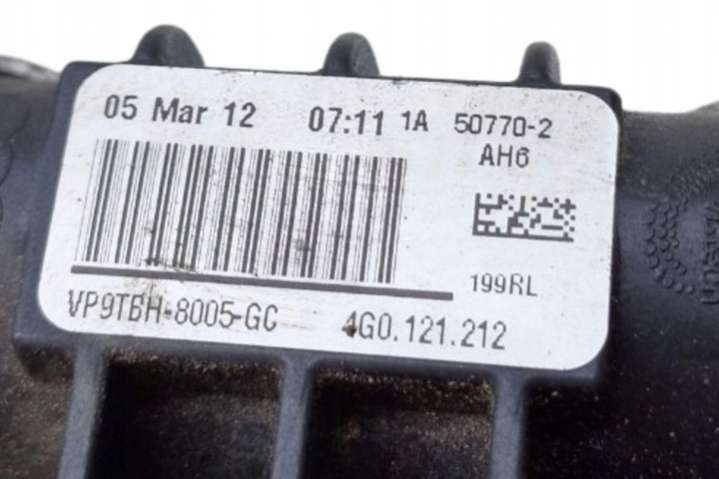 05 Mar 12 07:11 1A 50770-2
AH6
199RL
VP9TBH-8005-GC 4G0.121.212